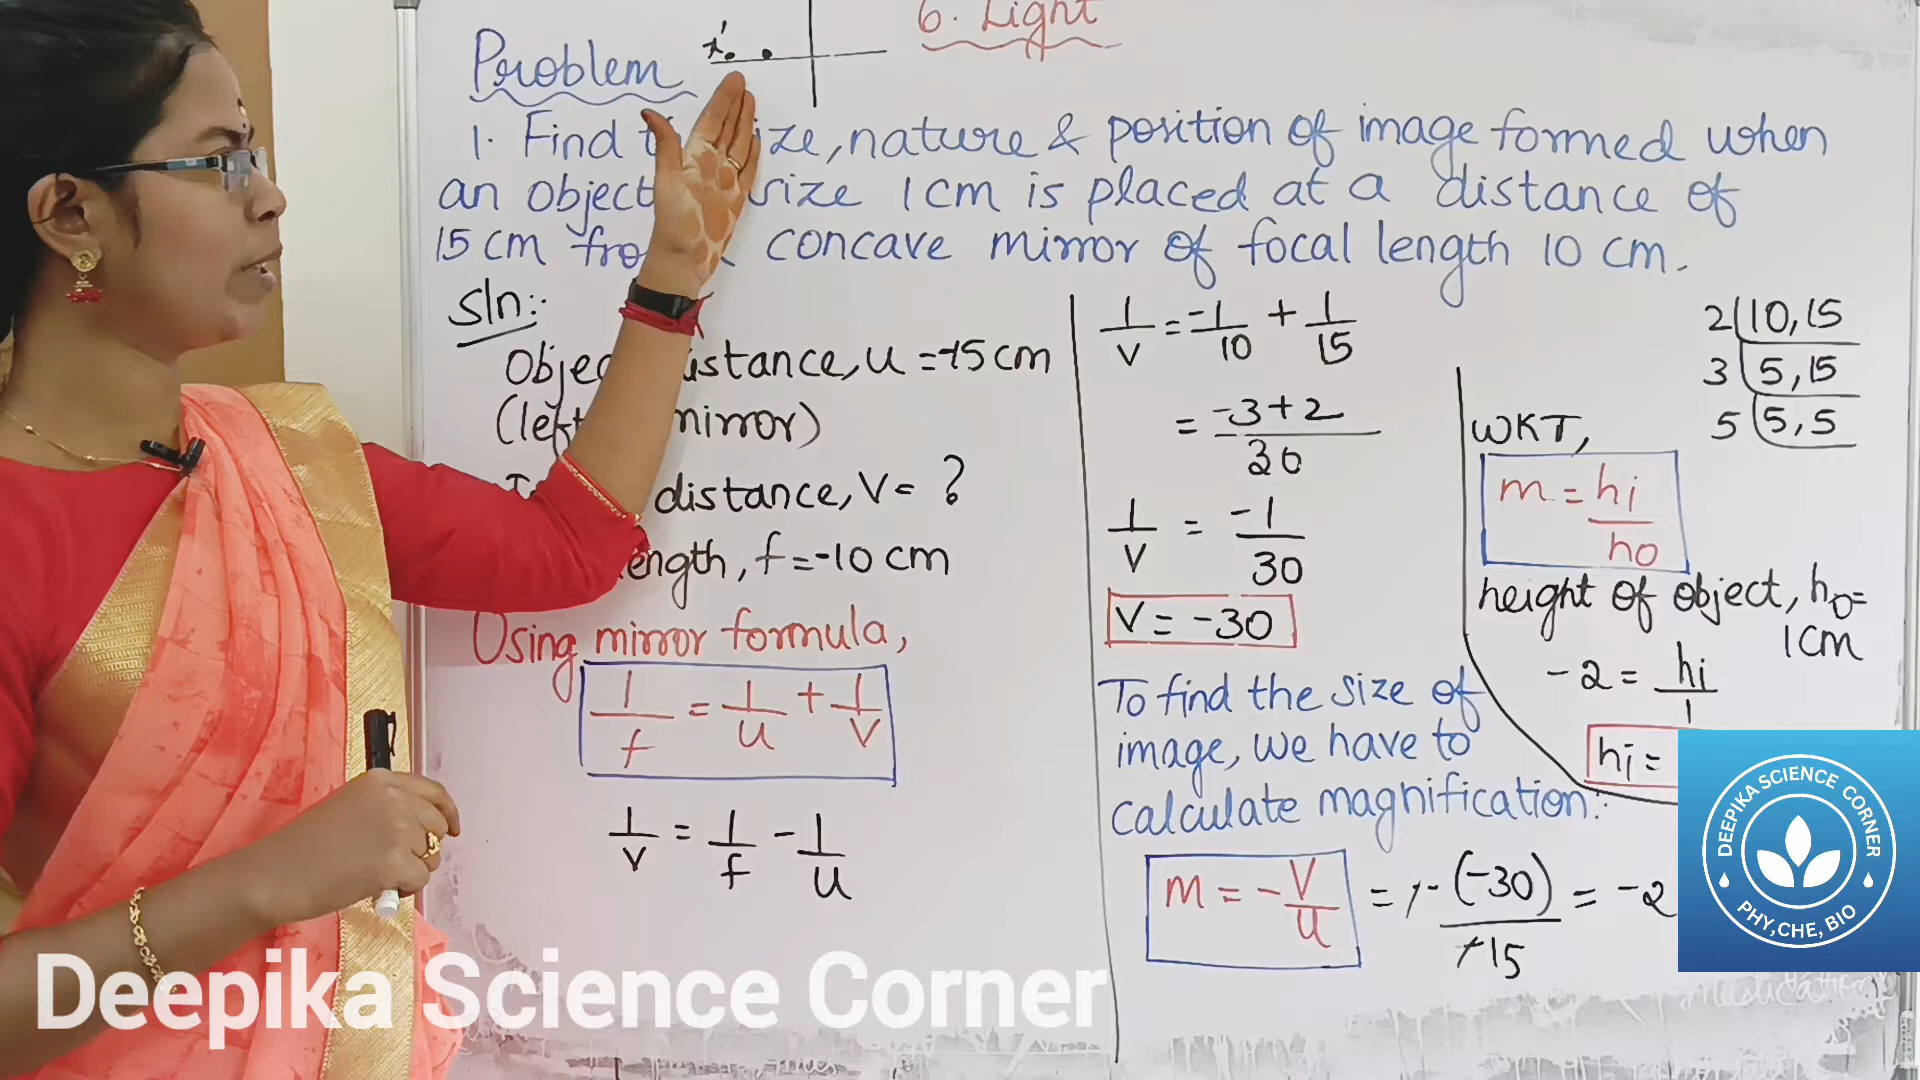 6. Light
Problem
x'
1. Find ize, nature & position of image formed when
an object size 1cm is placed at a distance of
15 cm concave mirror of focal length 10 cm.
Sln:-
distance, u = -15 cm
mirror)
distance, v = ?
ength, f = -10 cm
Using mirror formula,
1/f = 1/u + 1/v
1/v = 1/f - 1/u
1/v = -1/10 + 1/15
= -3+2/30
1/v = -1/30
v = -30
To find the size of
image, we have to
calculate magnification:
m = -v/u = - (-30)/-15 = -2
2 | 10, 15
3 | 5, 15
5 | 5, 5
WKT,
m = hi/ho
height of object, ho =
1cm
-2 = hi/1
hi =
DEEPIKA SCIENCE CORNER
PHY, CHE, BIO
Deepika Science Corner